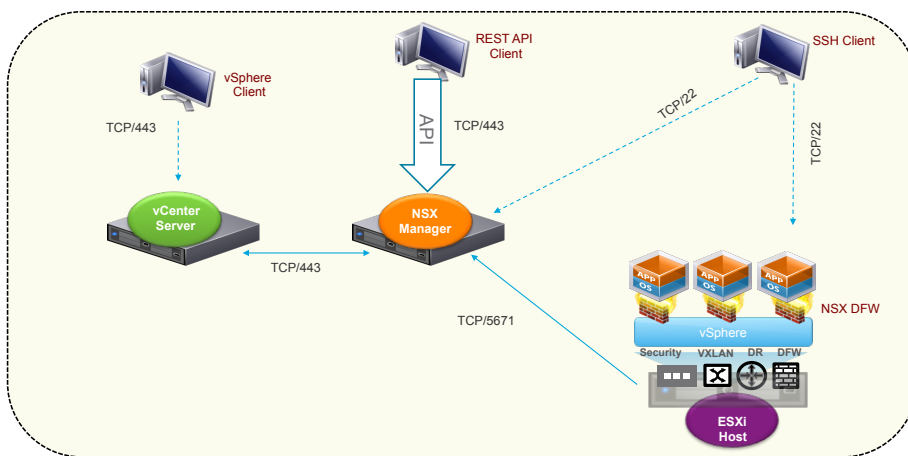 REST API
Client
SSH Client
vSphere
Client
TCP/443
API
TCP/443
TCP/22
TCP/22
vCenter
Server
NSX
Manager
TCP/443
APP
OS
APP
OS
APP
OS
NSX DFW
TCP/5671
vSphere
Security
VXLAN
DR
DFW
ESXi
Host